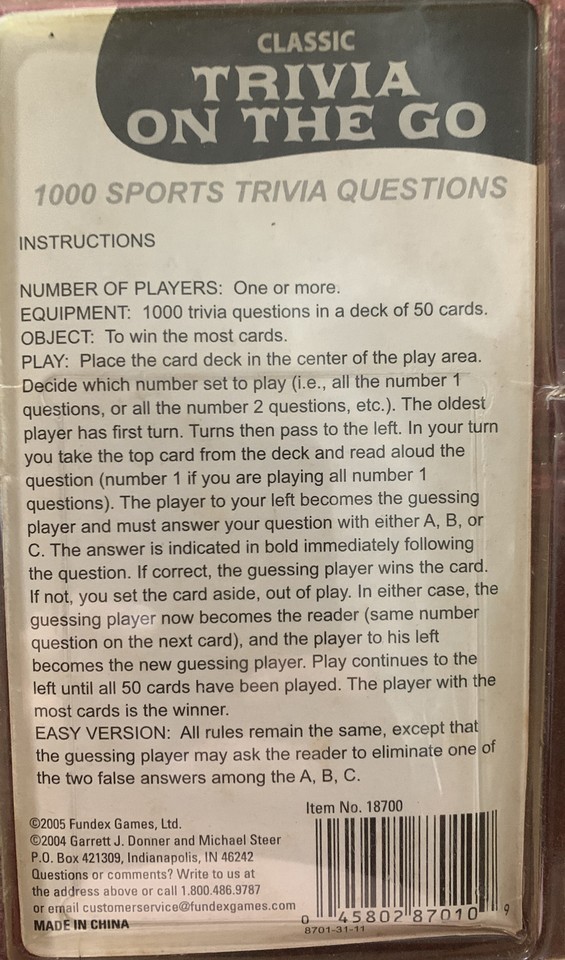 CLASSIC
TRIVIA
ON THE GO
1000 SPORTS TRIVIA QUESTIONS
INSTRUCTIONS
NUMBER OF PLAYERS: One or more.
EQUIPMENT: 1000 trivia questions in a deck of 50 cards.
OBJECT: To win the most cards.
PLAY: Place the card deck in the center of the play area.
Decide which number set to play (i.e., all the number 1
questions, or all the number 2 questions, etc.). The oldest
player has first turn. Turns then pass to the left. In your turn
you take the top card from the deck and read aloud the
question (number 1 if you are playing all number 1
questions). The player to your left becomes the guessing
player and must answer your question with either A, B, or
C. The answer is indicated in bold immediately following
the question. If correct, the guessing player wins the card.
If not, you set the card aside, out of play. In either case, the
guessing player now becomes the reader (same number
question on the next card), and the player to his left
becomes the new guessing player. Play continues to the
left until all 50 cards have been played. The player with the
most cards is the winner.
EASY VERSION: All rules remain the same, except that
the guessing player may ask the reader to eliminate one of
the two false answers among the A, B, C.
Item No. 18700
©2005 Fundex Games, Ltd.
©2004 Garrett J. Donner and Michael Steer
P.O. Box 421309, Indianapolis, IN 46242
Questions or comments? Write to us at
the address above or call 1.800.486.9787
or email customerservice@fundexgames.com
MADE IN CHINA
0 45802 87010 9
8701-31-11